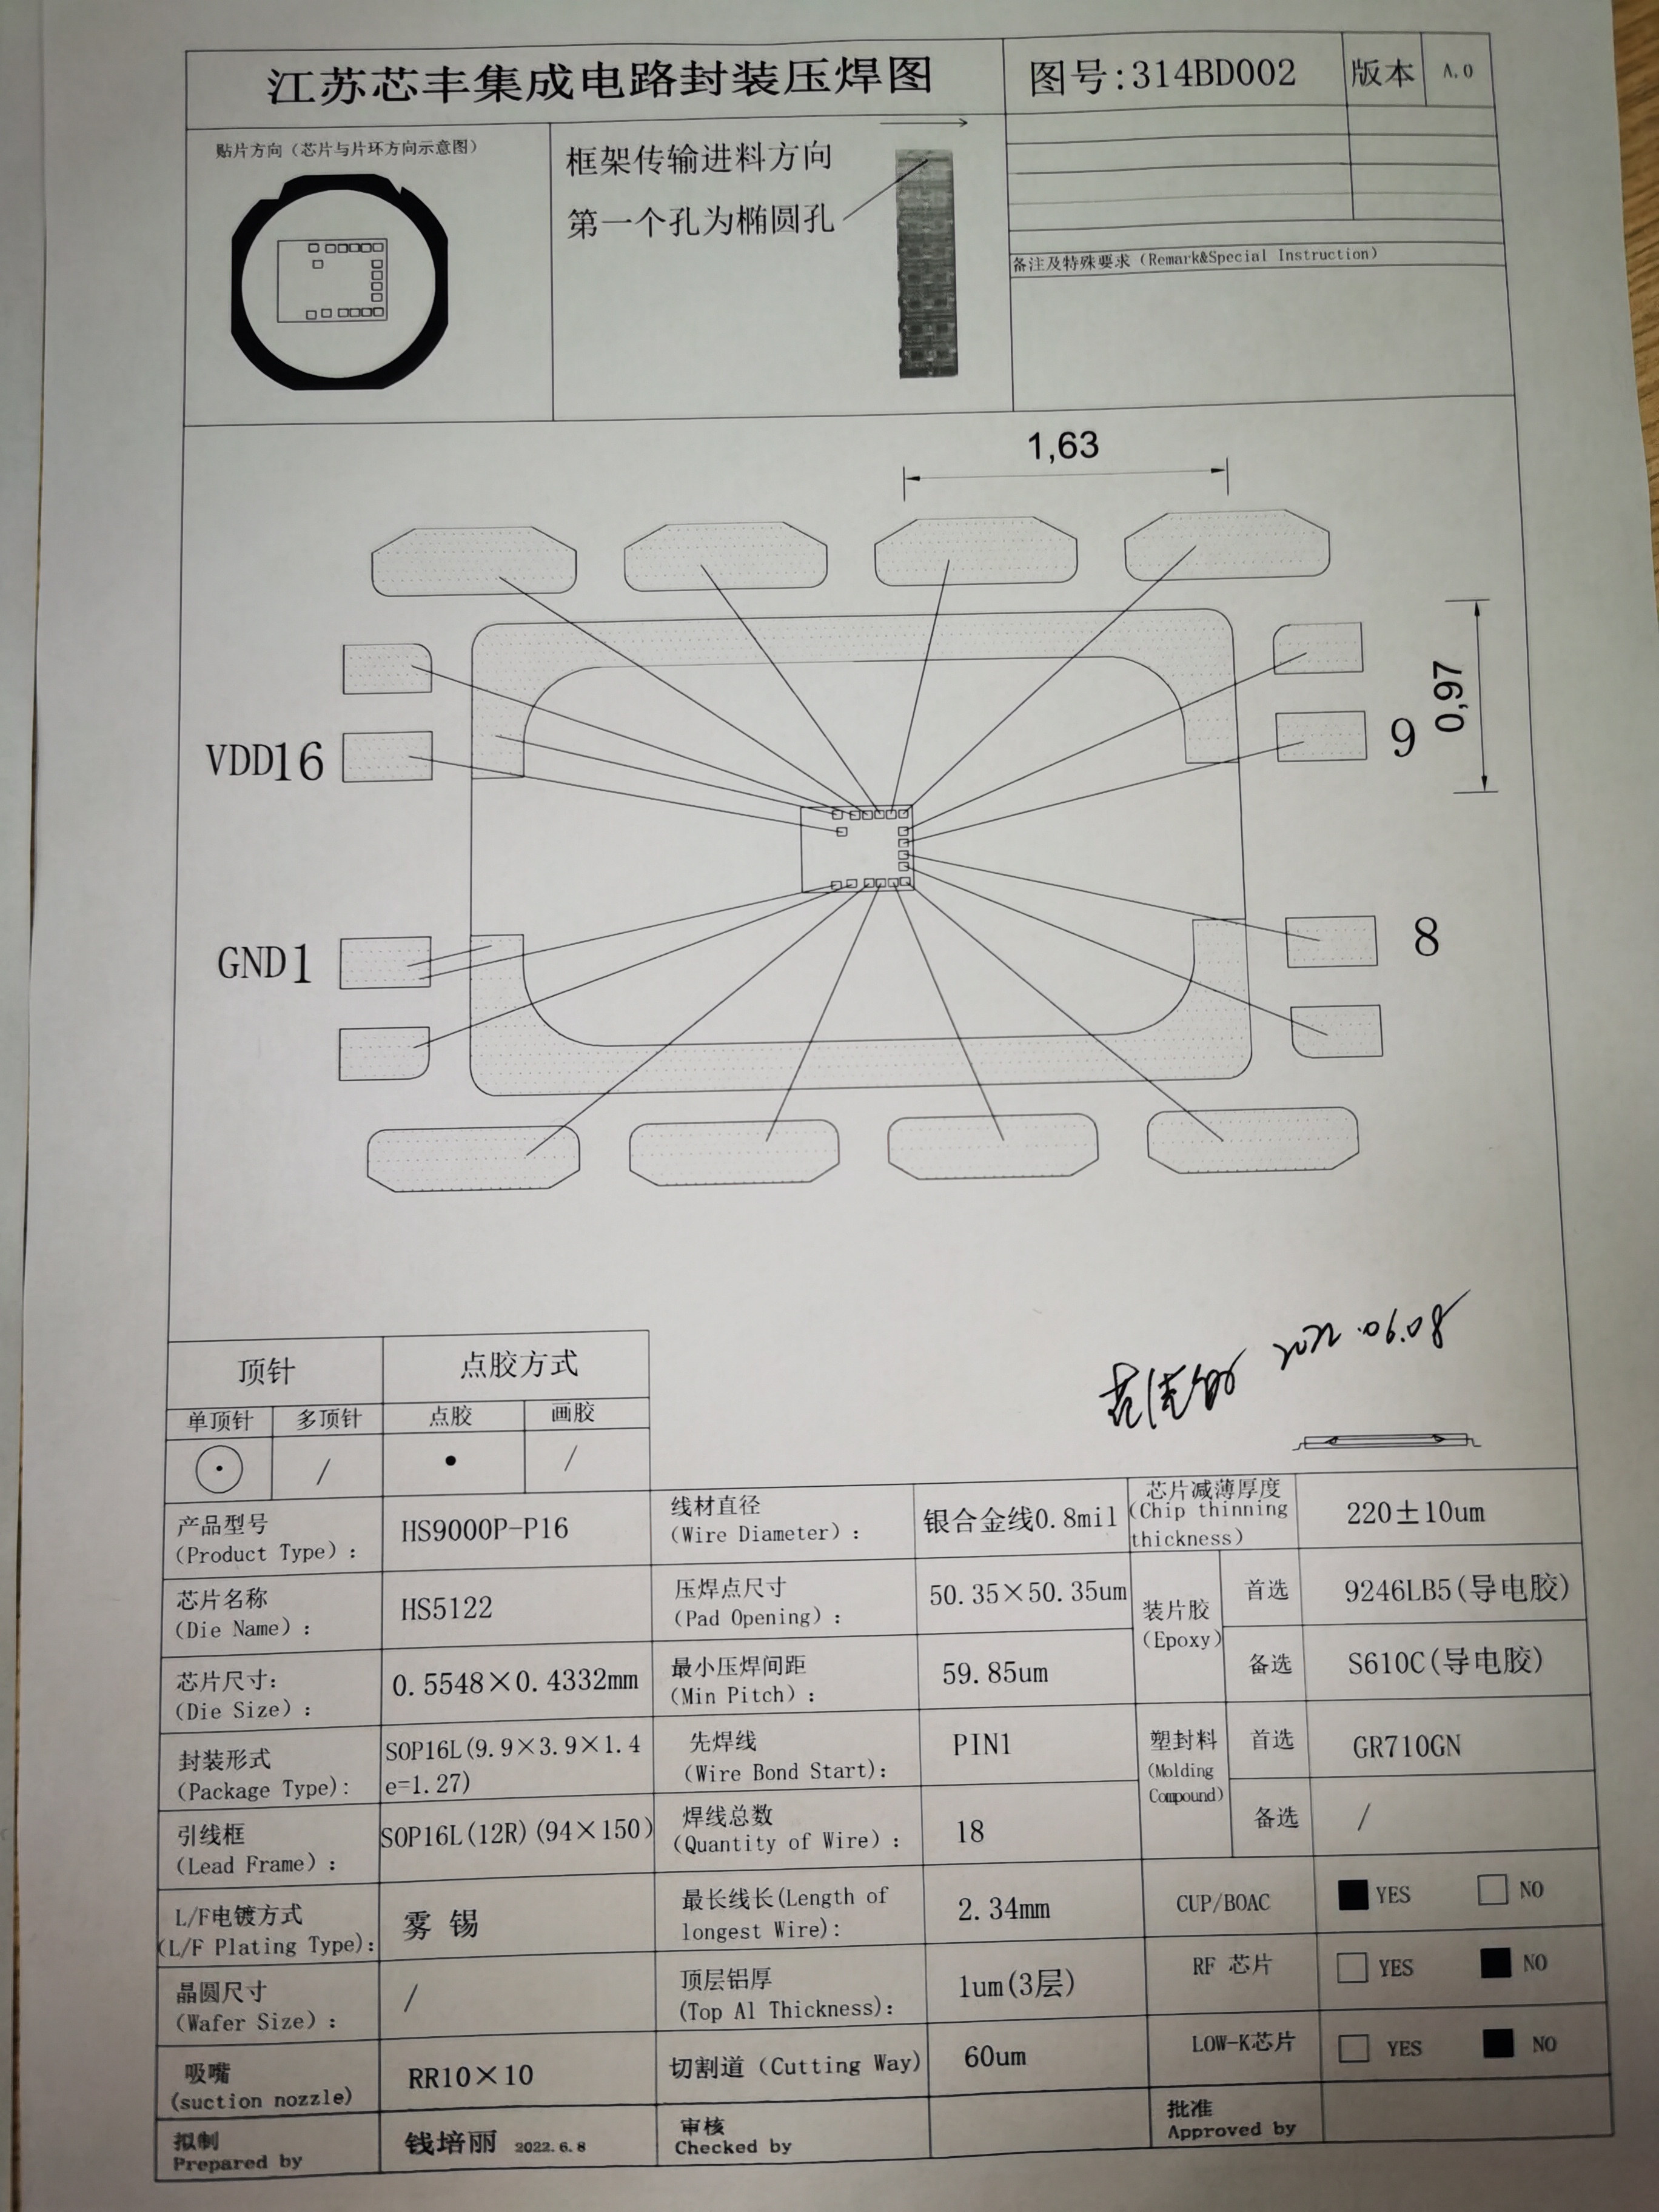 江苏芯丰集成电路封装压焊图
图号:314BD002
版本
A.0
贴片方向（芯片与片环方向示意图）
框架传输进料方向
第一个孔为椭圆孔
备注及特殊要求（Remark&Special Instruction）
1,63
0,97
VDD16
9
GND1
8
2022.06.08
顶针
点胶方式
单顶针
多顶针
点胶
画胶
/
/
产品型号
（Product Type）：
HS9000P-P16
线材直径
（Wire Diameter）：
银合金线0.8mil
芯片减薄厚度
（Chip thinning
thickness）
220±10um
芯片名称
（Die Name）：
HS5122
压焊点尺寸
（Pad Opening）：
50.35×50.35um
装片胶
（Epoxy）
首选
9246LB5(导电胶)
备选
S610C(导电胶)
芯片尺寸:
（Die Size）：
0.5548×0.4332mm
最小压焊间距
（Min Pitch）：
59.85um
封装形式
（Package Type):
SOP16L(9.9×3.9×1.4
e=1.27)
先焊线
（Wire Bond Start):
PIN1
塑封料
（Molding
Compound）
首选
GR710GN
备选
/
引线框
（Lead Frame）：
SOP16L(12R)(94×150)
焊线总数
（Quantity of Wire）：
18
L/F电镀方式
（L/F Plating Type):
雾 锡
最长线长(Length of
longest Wire):
2.34mm
CUP/BOAC
YES
NO
晶圆尺寸
（Wafer Size）：
/
顶层铝厚
(Top Al Thickness):
1um(3层)
RF 芯片
YES
NO
吸嘴
(suction nozzle)
RR10×10
切割道（Cutting Way)
60um
LOW-K芯片
YES
NO
拟制
Prepared by
钱培丽 2022.6.8
审核
Checked by
批准
Approved by